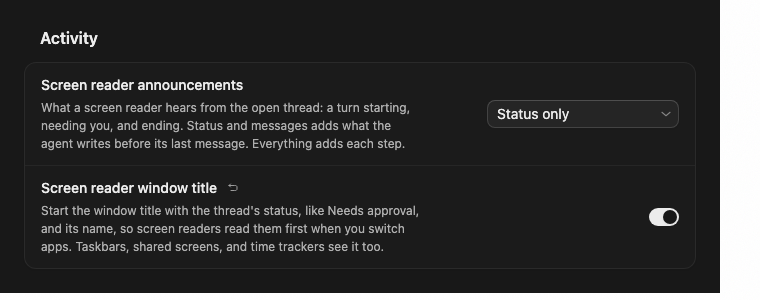 Activity
Screen reader announcements
What a screen reader hears from the open thread: a turn starting,
needing you, and ending. Status and messages adds what the
agent writes before its last message. Everything adds each step.
Status only
Screen reader window title
Start the window title with the thread's status, like Needs approval,
and its name, so screen readers read them first when you switch
apps. Taskbars, shared screens, and time trackers see it too.